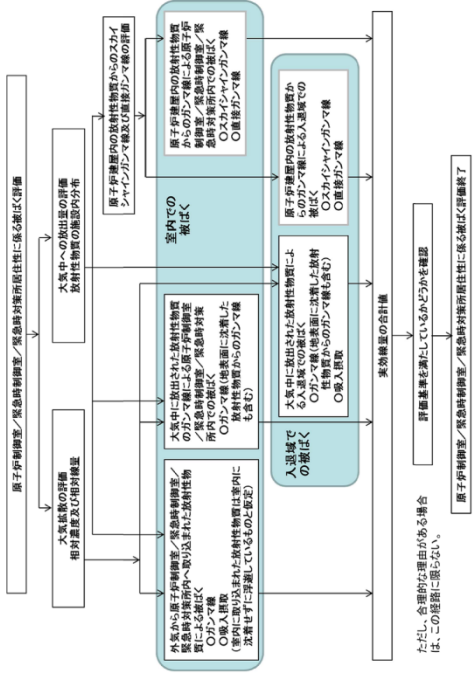 原子炉制御室／緊急時制御室／緊急時対策所居住性に係る被ばく評価
大気拡散の評価
相対濃度及び相対線量
大気中への放出量の評価
放射性物質の施設内分布
原子炉建屋内の放射性物質からのスカイ
シャインガンマ線及び直接ガンマ線の評価
室内での
被ばく
外気から原子炉制御室／緊急時制御室／
緊急時対策所内へ取り込まれた放射性物
質による被ばく
○ガンマ線
○吸入摂取
（室内に取り込まれた放射性物質は室内に
沈着せずに浮遊しているものと仮定）
大気中に放出された放射性物質
のガンマ線による原子炉制御室
／緊急時制御室／緊急時対策
所内での被ばく
○ガンマ線（地表面に沈着した
放射性物質からのガンマ線
も含む）
原子炉建屋内の放射性物質
からのガンマ線による原子炉
制御室／緊急時制御室／緊
急時対策所内での被ばく
○スカイシャインガンマ線
○直接ガンマ線
入退域で
の被ばく
大気中に放出された放射性物質によ
る入退域での被ばく
○ガンマ線（地表面に沈着した放射
性物質からのガンマ線も含む）
○吸入摂取
原子炉建屋内の放射性物質か
らのガンマ線による入退域での
被ばく
○スカイシャインガンマ線
○直接ガンマ線
実効線量の合計値
評価基準を満たしているかどうかを確認
原子炉制御室／緊急時制御室／緊急時対策所居住性に係る被ばく評価終了
ただし、合理的な理由がある場合
は、この経路に限らない。